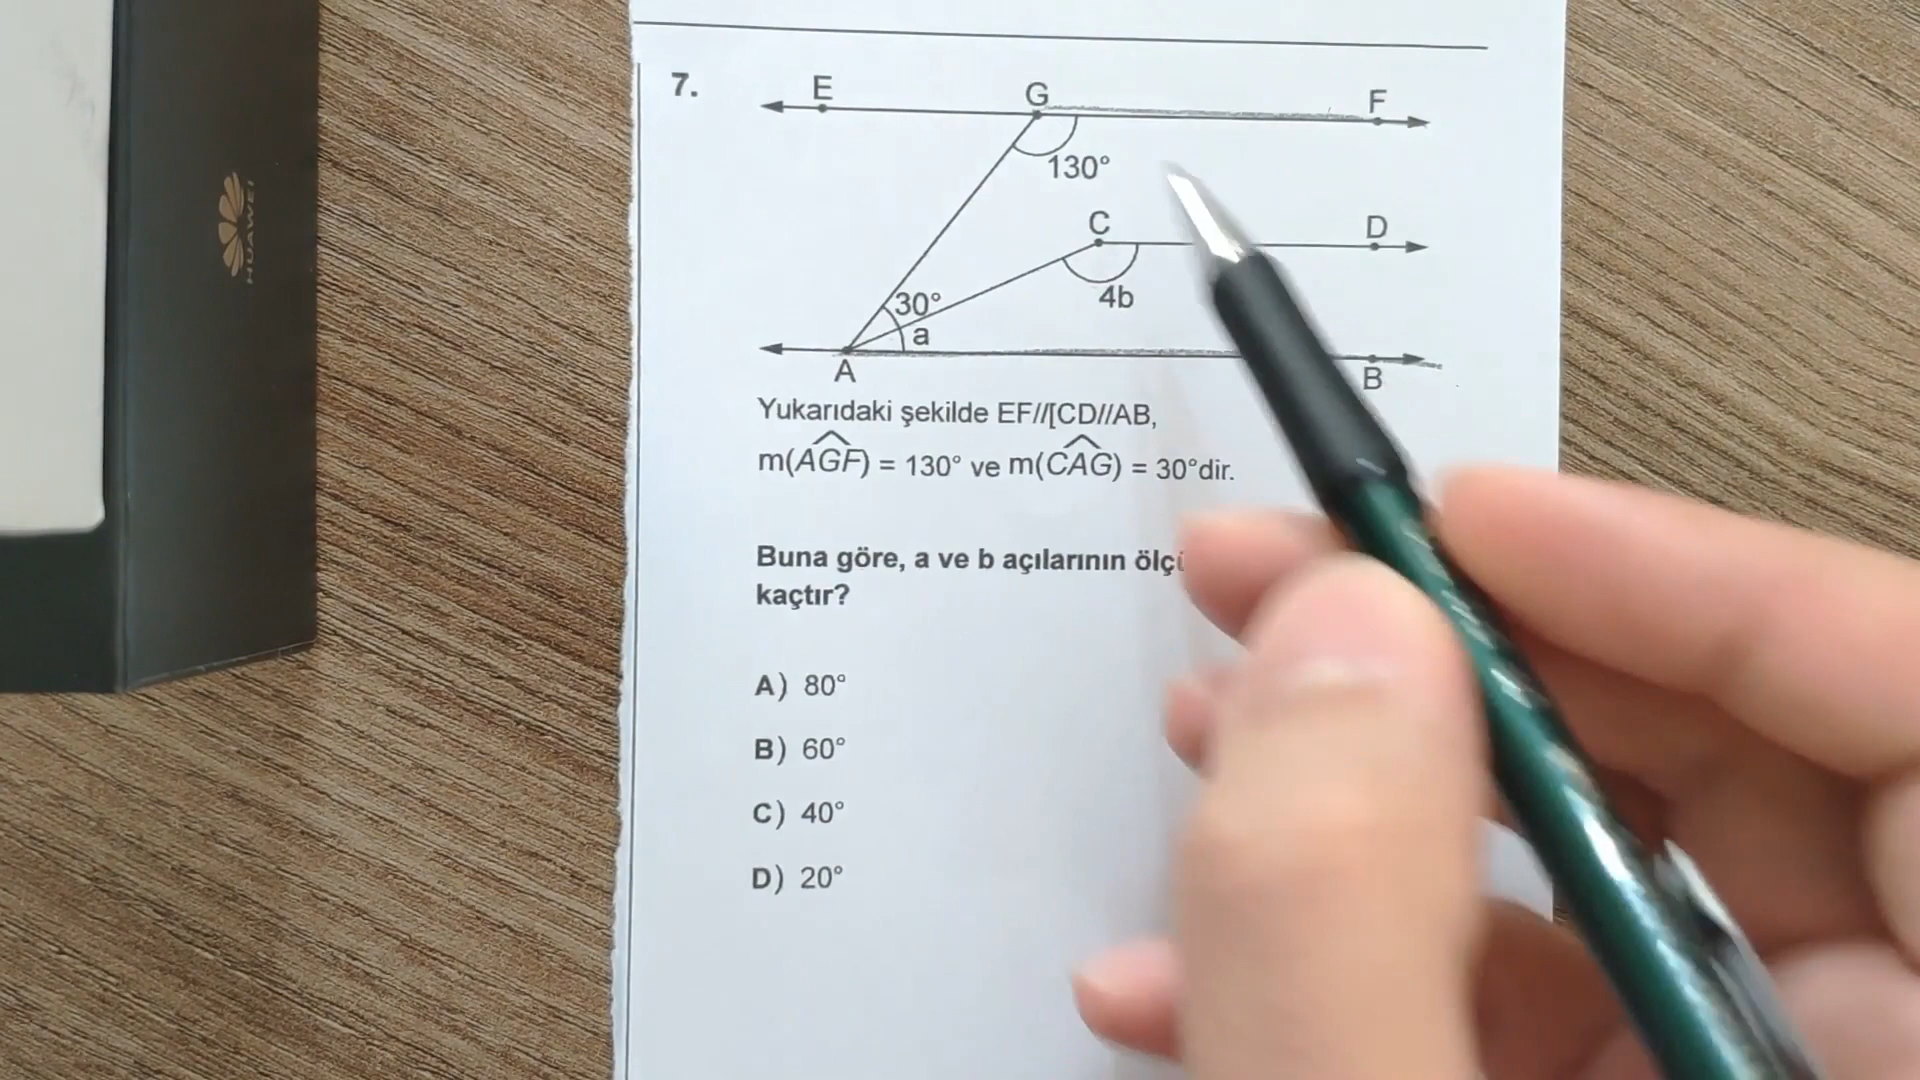 HUAWEI
7.
E G F
130°
C D
4b
30°
a
A B
Yukarıdaki şekilde EF//[CD//AB,
m(AGF) = 130° ve m(CAG) = 30°dir.
Buna göre, a ve b açılarının
kaçtır?
A) 80°
B) 60°
C) 40°
D) 20°